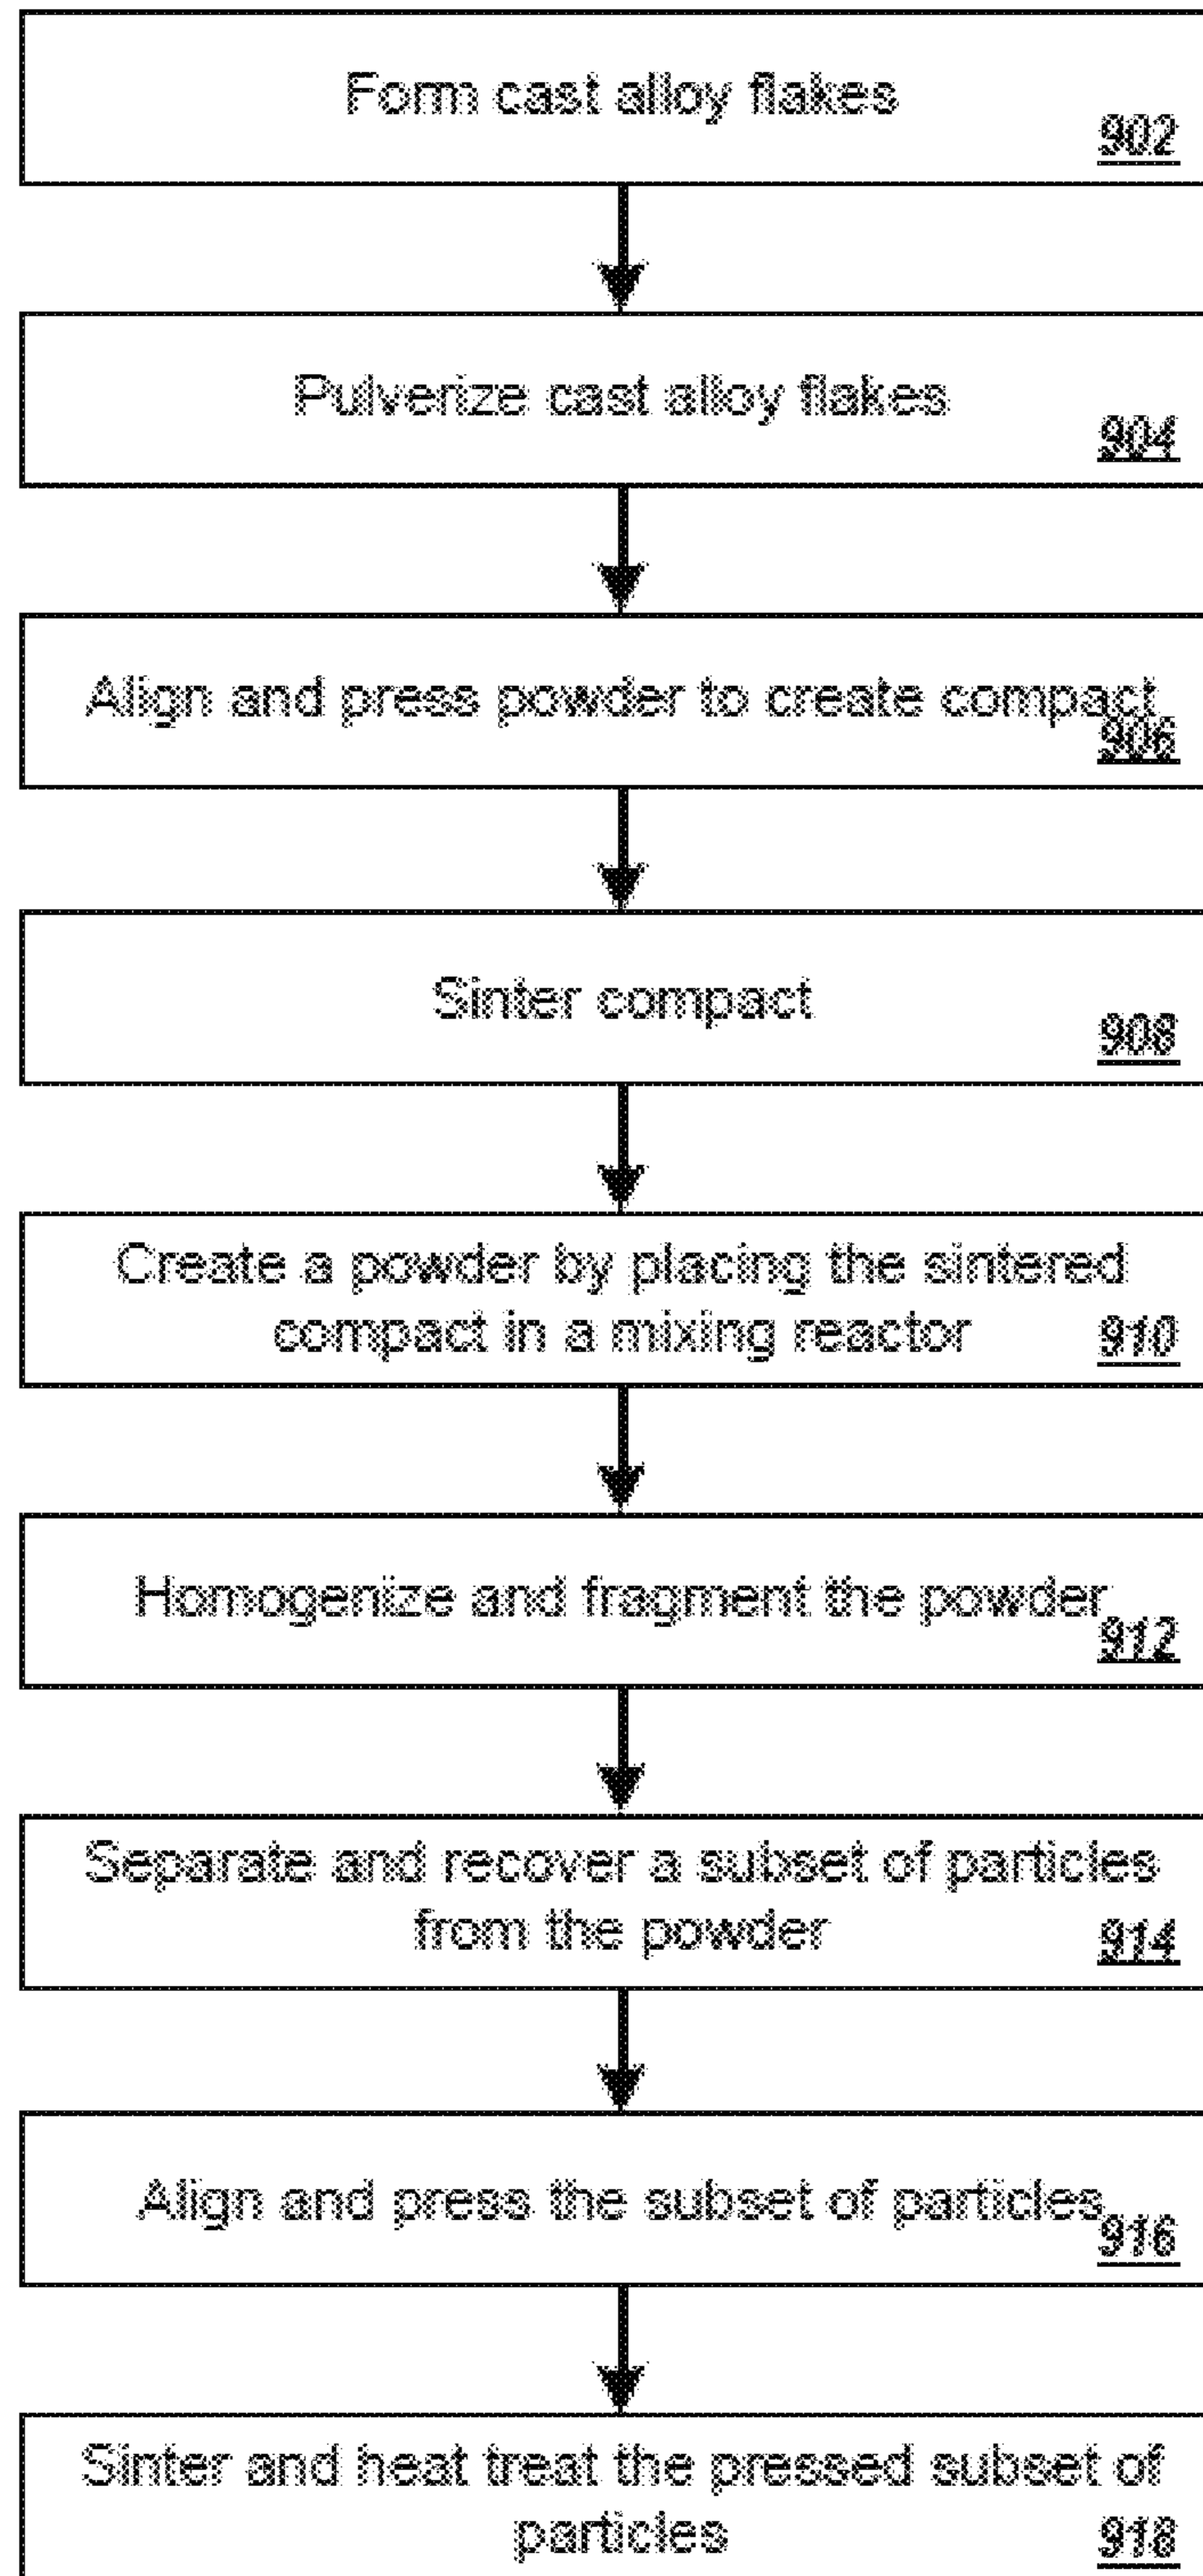 Form cast alloy flakes
902
Pulverize cast alloy flakes
904
Align and press powder to create compact
906
Sinter compact
908
Create a powder by placing the sintered
compact in a mixing reactor
910
Homogenize and fragment the powder
912
Separate and recover a subset of particles
from the powder
914
Align and press the subset of particles
916
Sinter and heat treat the pressed subset of
particles
918